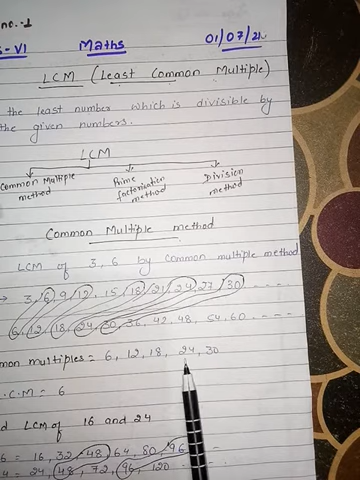 no.-1
S-VI Maths 01/07/21
LCM (Least Common Multiple)
the least number which is divisible by
the given numbers.
LCM
Common Multiple method
Prime factorisation method
Division method
Common Multiple method
LCM of 3, 6 by common multiple method
→ 3, 6, 9, 12, 15, 18, 21, 24, 27, 30 ----
6, 12, 18, 24, 30, 36, 42, 48, 54, 60 -----
mon multiples = 6, 12, 18, 24, 30
.C.M = 6
d LCM of 16 and 24
6 = 16, 32, 48, 64, 80, 96 --
4 = 24, 48, 72, 96, 120 ----